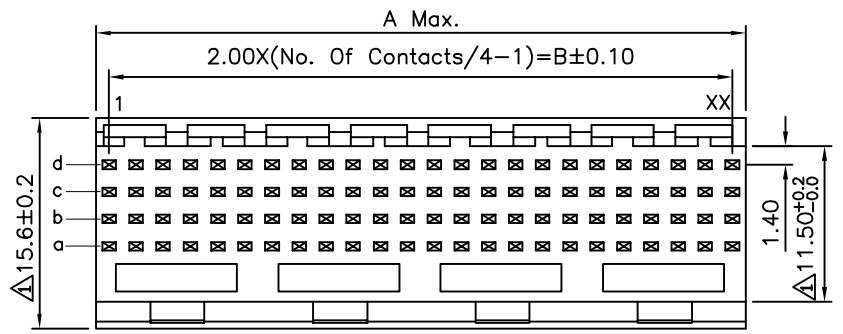 A Max.
2.00X(No. Of Contacts/4-1)=B±0.10
1
XX
d
c
b
a
1 15.6±0.2
1.40
1 11.50+0.2-0.0